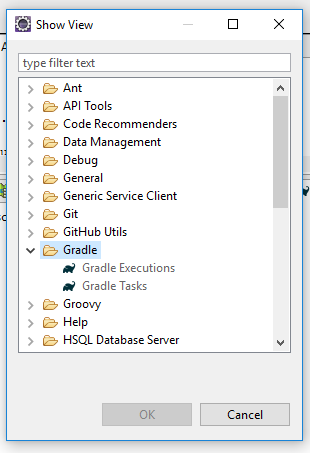 Show View
type filter text
Ant
API Tools
Code Recommenders
Data Management
Debug
General
Generic Service Client
Git
GitHub Utils
Gradle
Gradle Executions
Gradle Tasks
Groovy
Help
HSQL Database Server
OK
Cancel